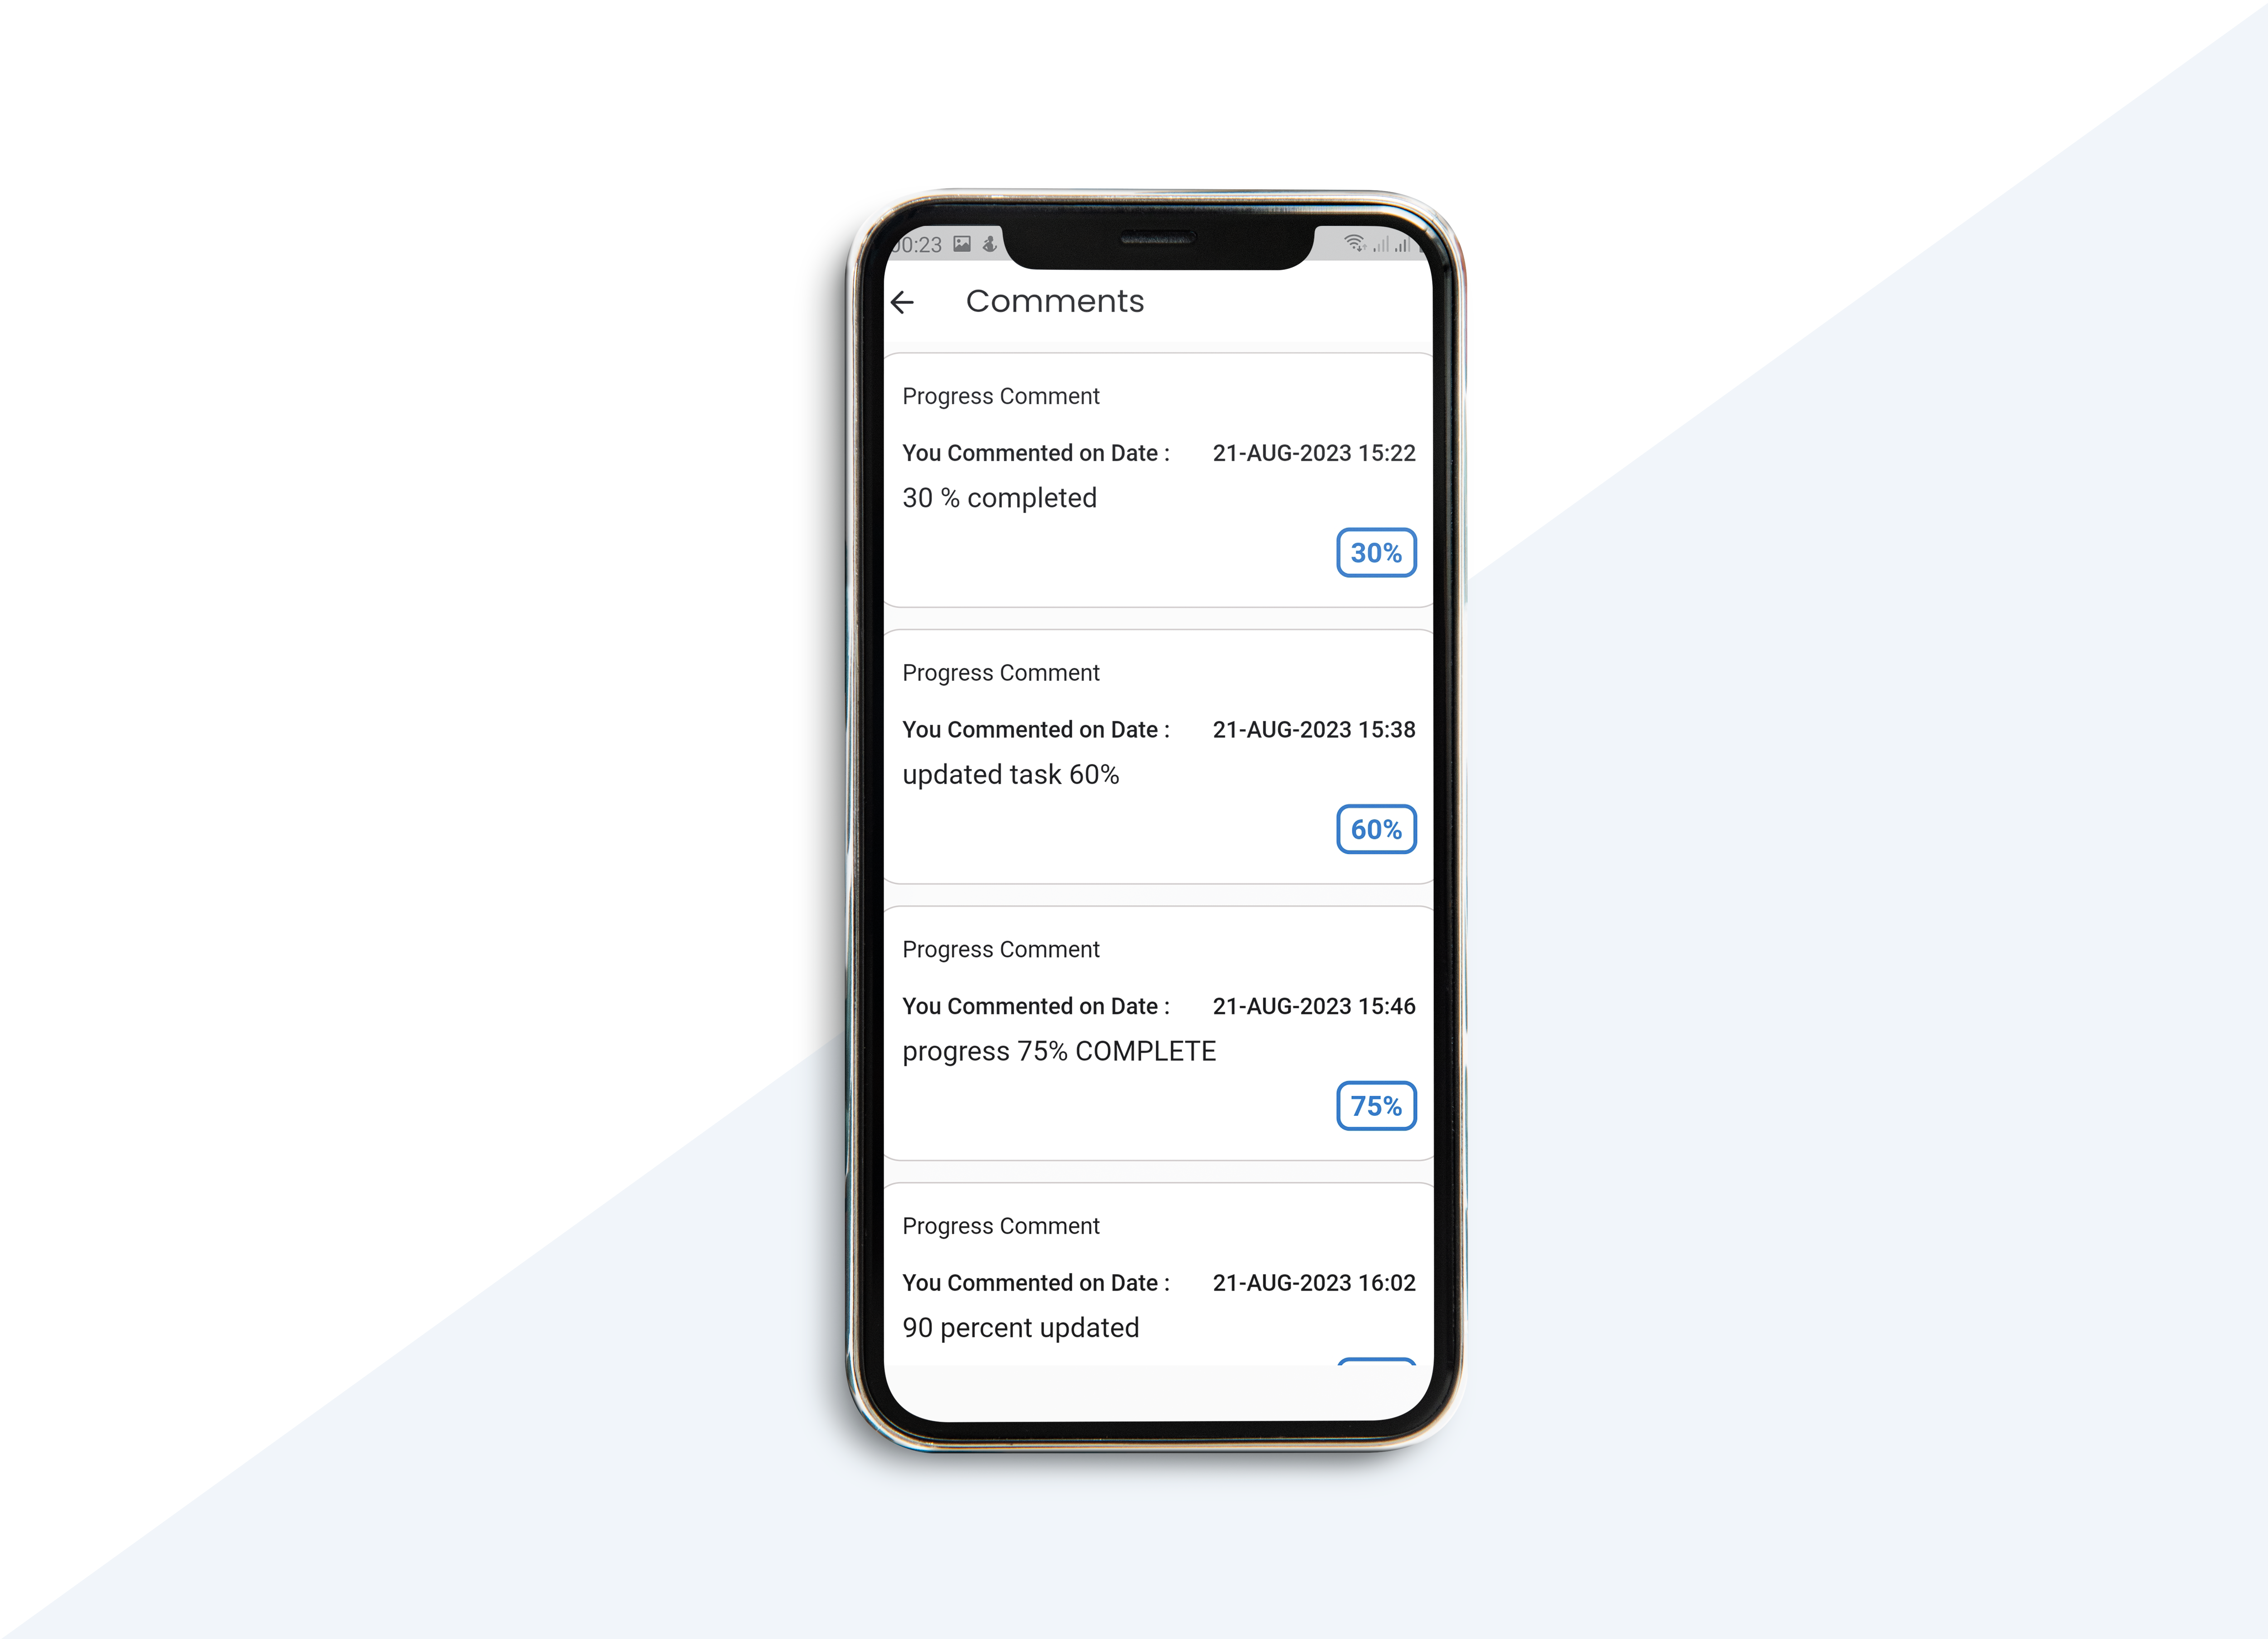 00:23
Comments
Progress Comment
You Commented on Date : 21-AUG-2023 15:22
30 % completed
30%
Progress Comment
You Commented on Date : 21-AUG-2023 15:38
updated task 60%
60%
Progress Comment
You Commented on Date : 21-AUG-2023 15:46
progress 75% COMPLETE
75%
Progress Comment
You Commented on Date : 21-AUG-2023 16:02
90 percent updated